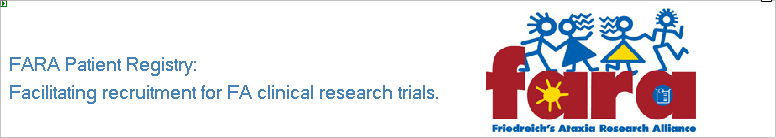 FARA Patient Registry:
Facilitating recruitment for FA clinical research trials.
fara
Friedreich's Ataxia Research Alliance